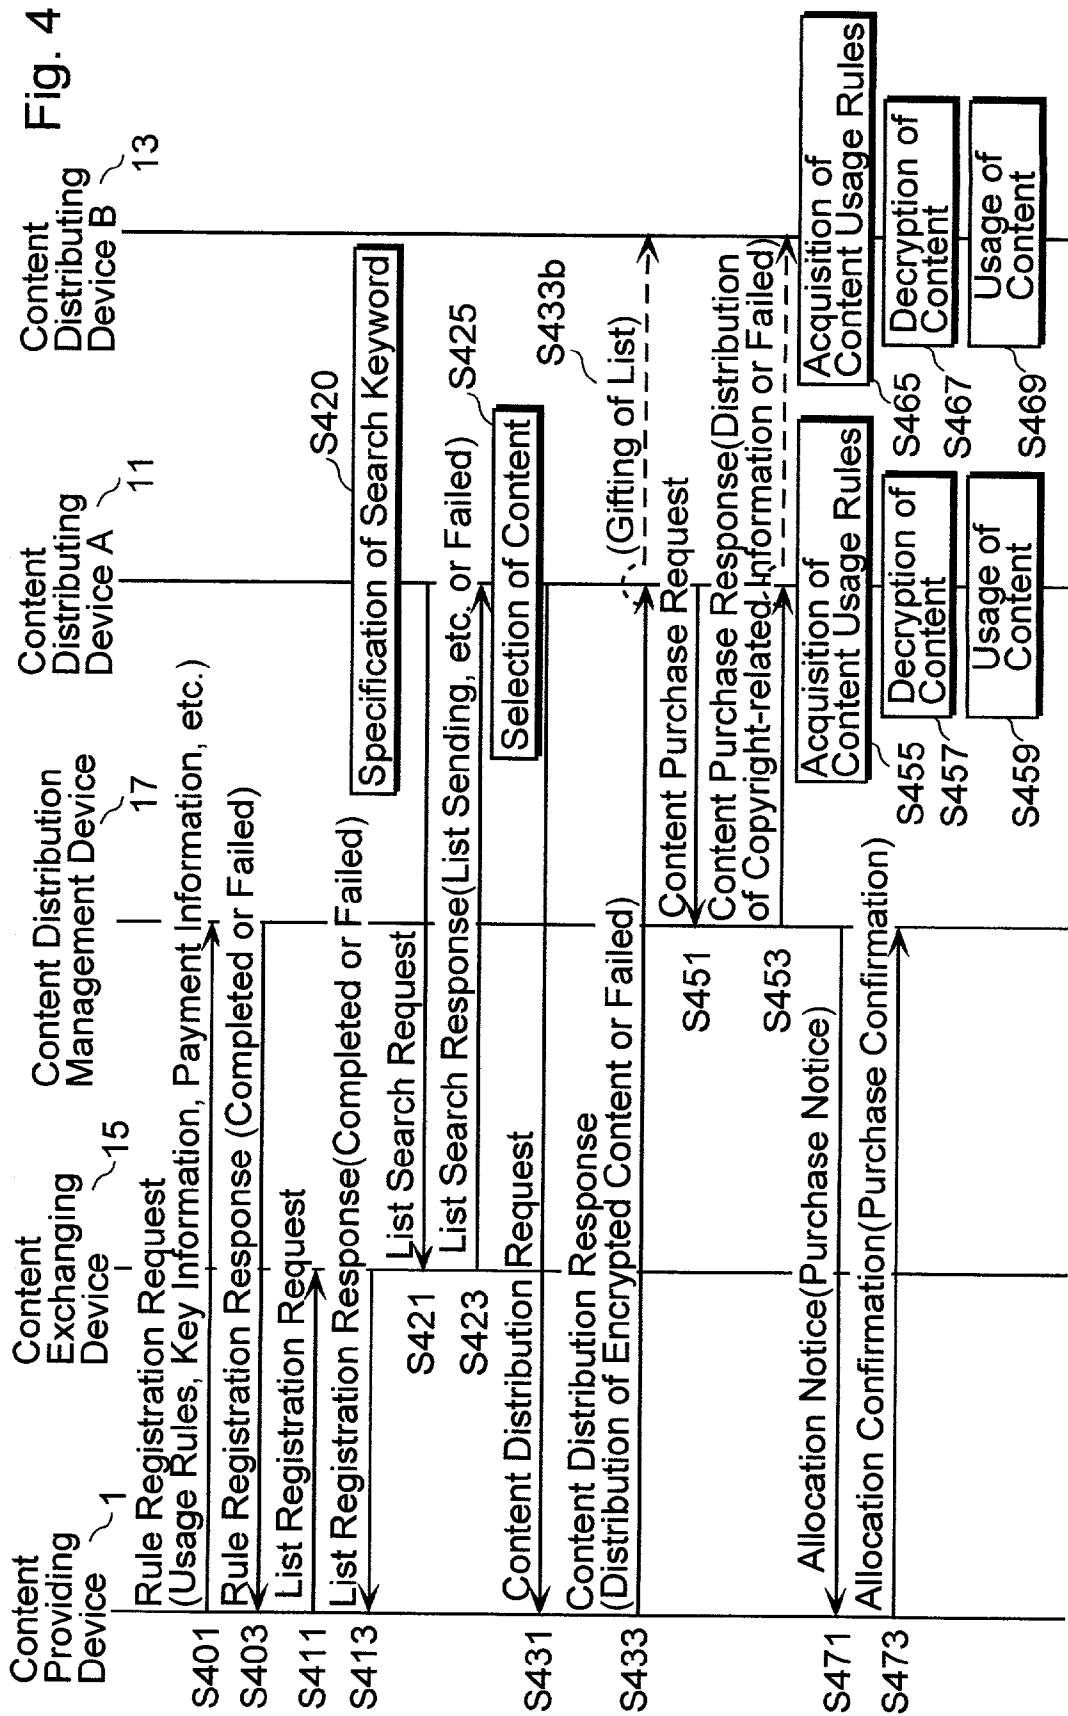 Fig. 4
Content
Providing
Device
1
Content
Exchanging
Device
15
Content Distribution
Management Device
17
Content
Distributing
Device A
11
Content
Distributing
Device B
13
Rule Registration Request
(Usage Rules, Key Information, Payment Information, etc.)
S401
Rule Registration Response (Completed or Failed)
S403
List Registration Request
S411
List Registration Response(Completed or Failed)
S413
S420
Specification of Search Keyword
List Search Request
S421
List Search Response(List Sending, etc. or Failed)
S423
S425
Selection of Content
Content Distribution Request
S431
Content Distribution Response
(Distribution of Encrypted Content or Failed)
S433
(Gifting of List)
S433b
Content Purchase Request
S451
Content Purchase Response(Distribution
of Copyright-related Information or Failed)
S453
Acquisition of
Content Usage Rules
S455
Acquisition of
Content Usage Rules
S465
Allocation Notice(Purchase Notice)
S471
Decryption of
Content
S457
Decryption of
Content
S467
Allocation Confirmation(Purchase Confirmation)
S473
Usage of
Content
S459
Usage of
Content
S469